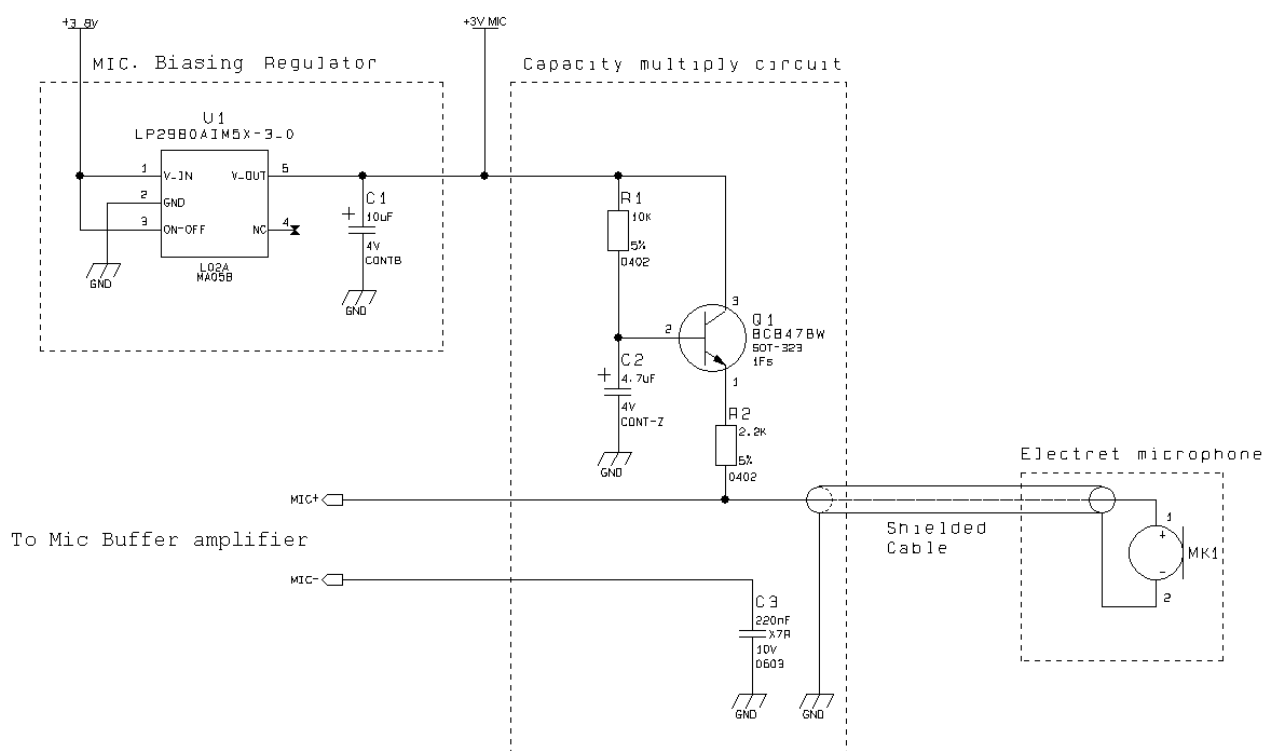 +3_8V
+3V MIC
MIC. Biasing Regulator
Capacity multiply circuit
U1
LP2980AIM5X-3_0
1
V_IN
V_OUT
5
2
GND
3
ON-OFF
NC
4
L02A
MA05B
GND
C1
10uF
4V
CONTB
GND
R1
10K
5%
0402
3
2
Q1
BC847BW
SOT-323
1Fs
1
C2
4.7uF
4V
CONT-Z
GND
R2
2.2K
5%
0402
Electret microphone
MIC+
Shielded
Cable
1
+
MK1
-
2
To Mic Buffer amplifier
MIC-
C3
220nF
X7R
10V
0603
GND
GND